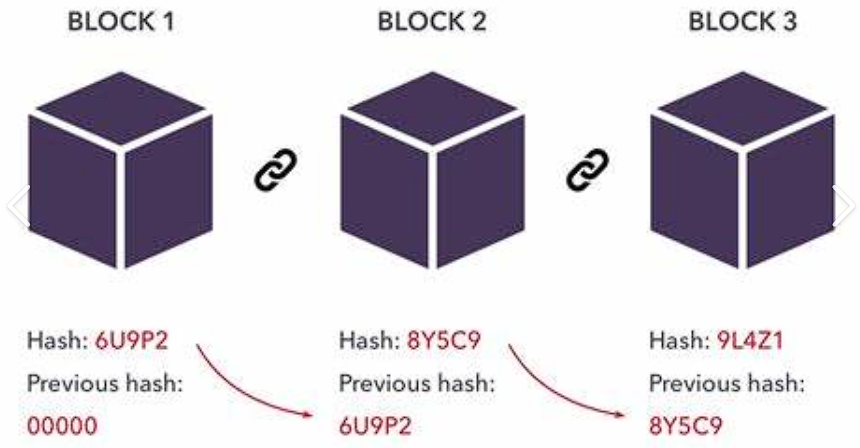 BLOCK 1
BLOCK 2
BLOCK 3
Hash: 6U9P2
Previous hash:
00000
Hash: 8Y5C9
Previous hash:
6U9P2
Hash: 9L4Z1
Previous hash:
8Y5C9